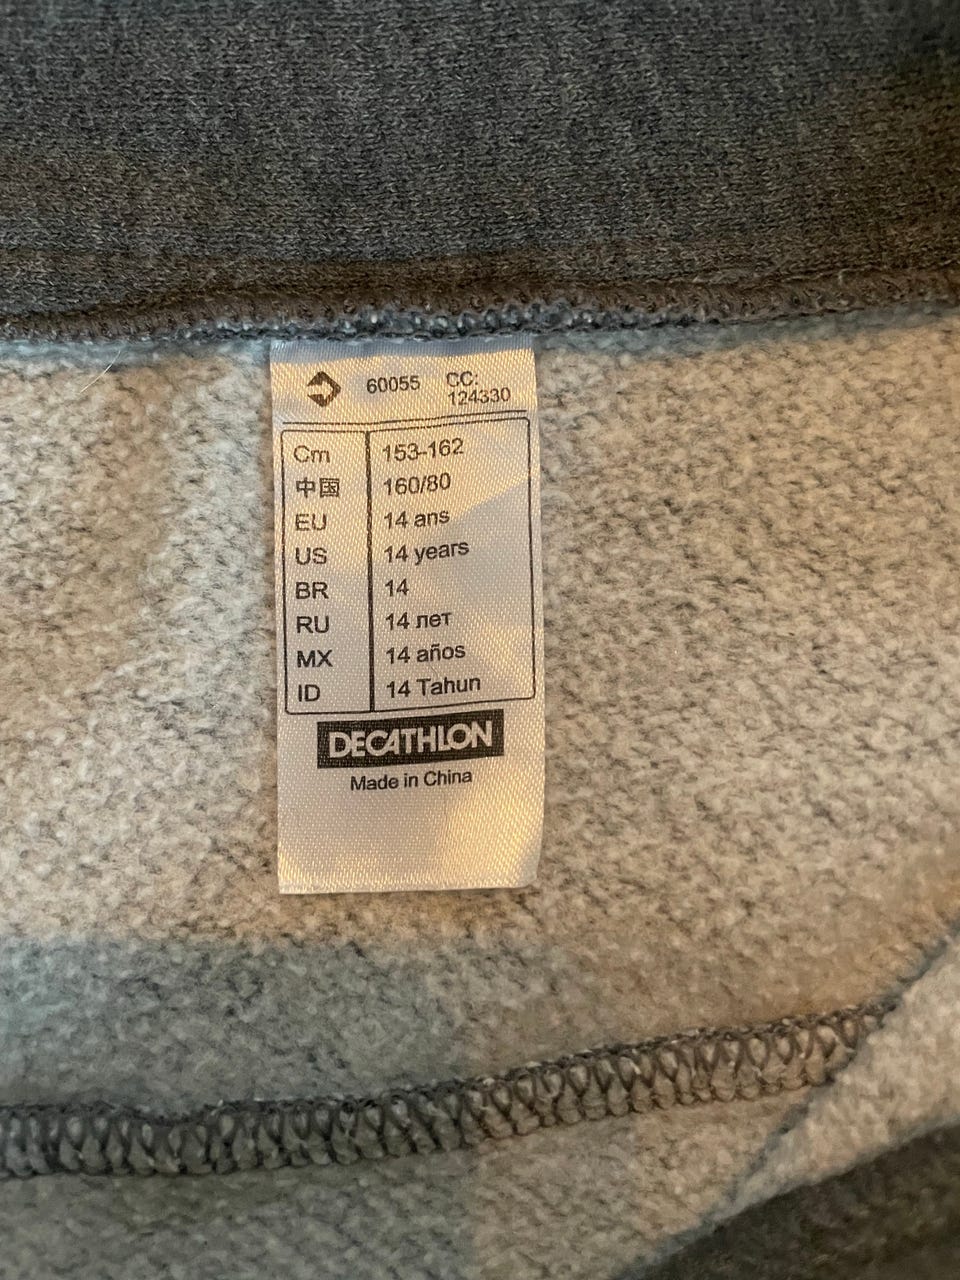 60055 CC:
124330
Cm 153-162
中国 160/80
EU 14 ans
US 14 years
BR 14
RU 14 лет
MX 14 años
ID 14 Tahun
DECATHLON
Made in China